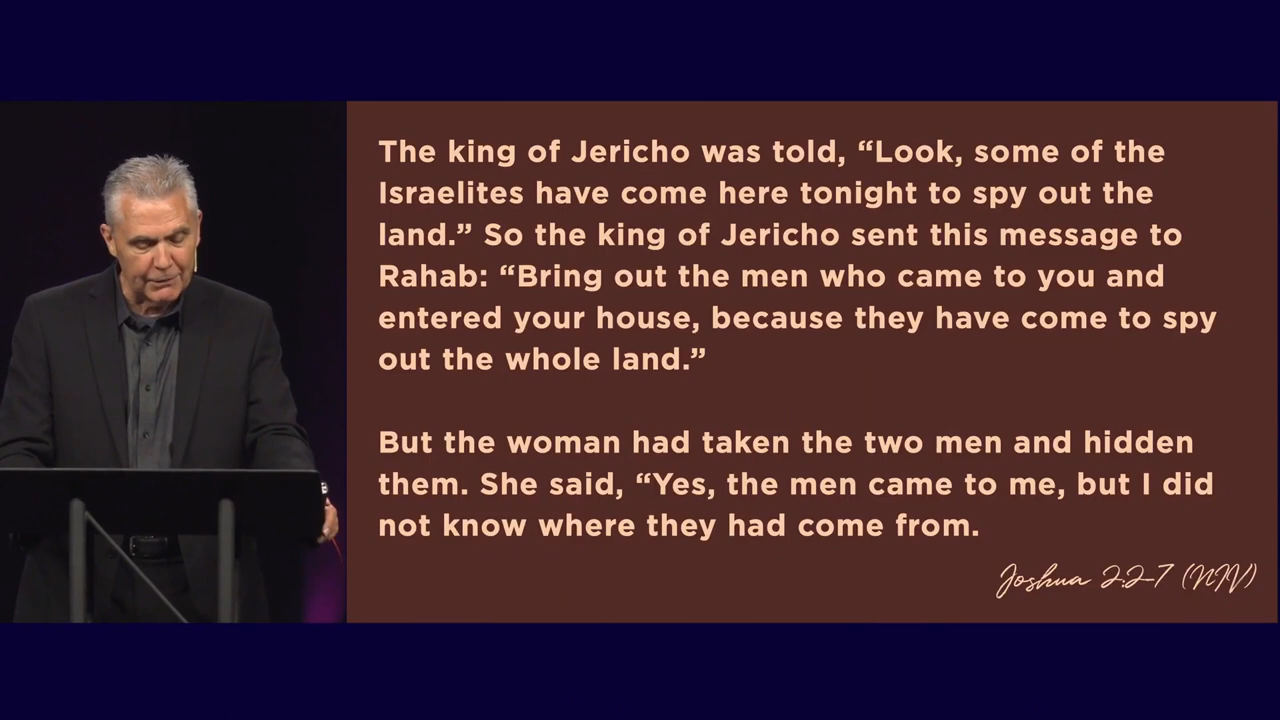 The king of Jericho was told, “Look, some of the
Israelites have come here tonight to spy out the
land.” So the king of Jericho sent this message to
Rahab: “Bring out the men who came to you and
entered your house, because they have come to spy
out the whole land.”
But the woman had taken the two men and hidden
them. She said, “Yes, the men came to me, but I did
not know where they had come from.
Joshua 2:2-7 (NIV)